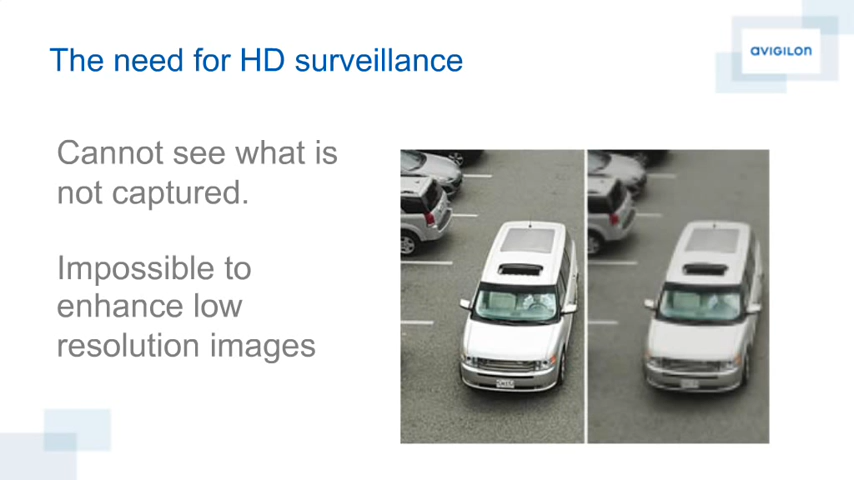 The need for HD surveillance
avigilon
Cannot see what is
not captured.
Impossible to
enhance low
resolution images